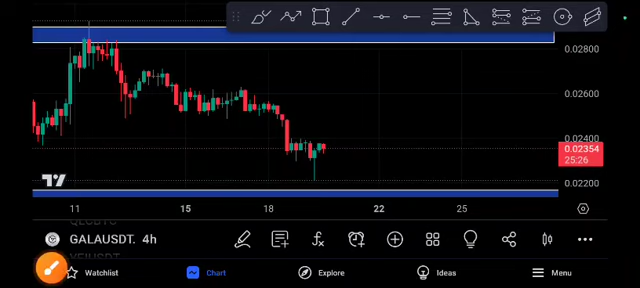 0.02800
0.02600
0.02400
0.02354
25:26
0.02200
11 15 18 22 25
GALAUSDT. 4h
Watchlist Chart Explore Ideas Menu